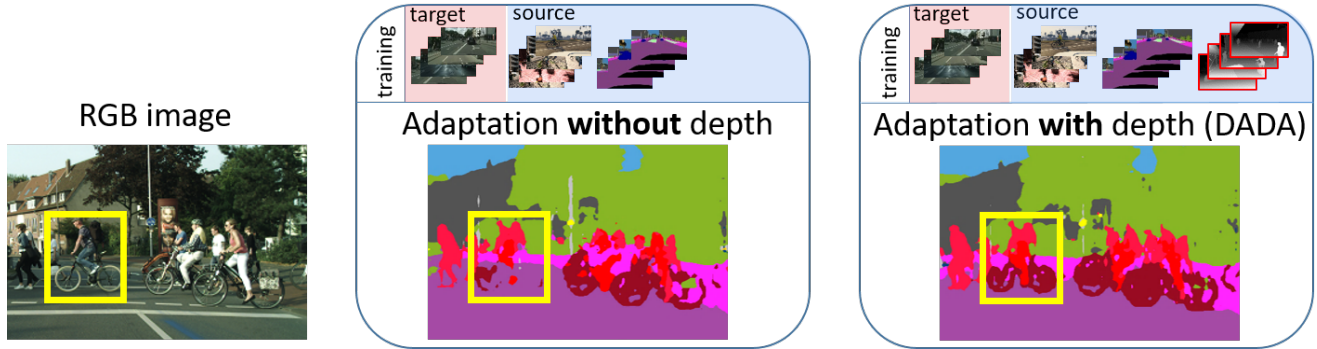 RGB image
training
target
source
Adaptation without depth
training
target
source
Adaptation with depth (DADA)